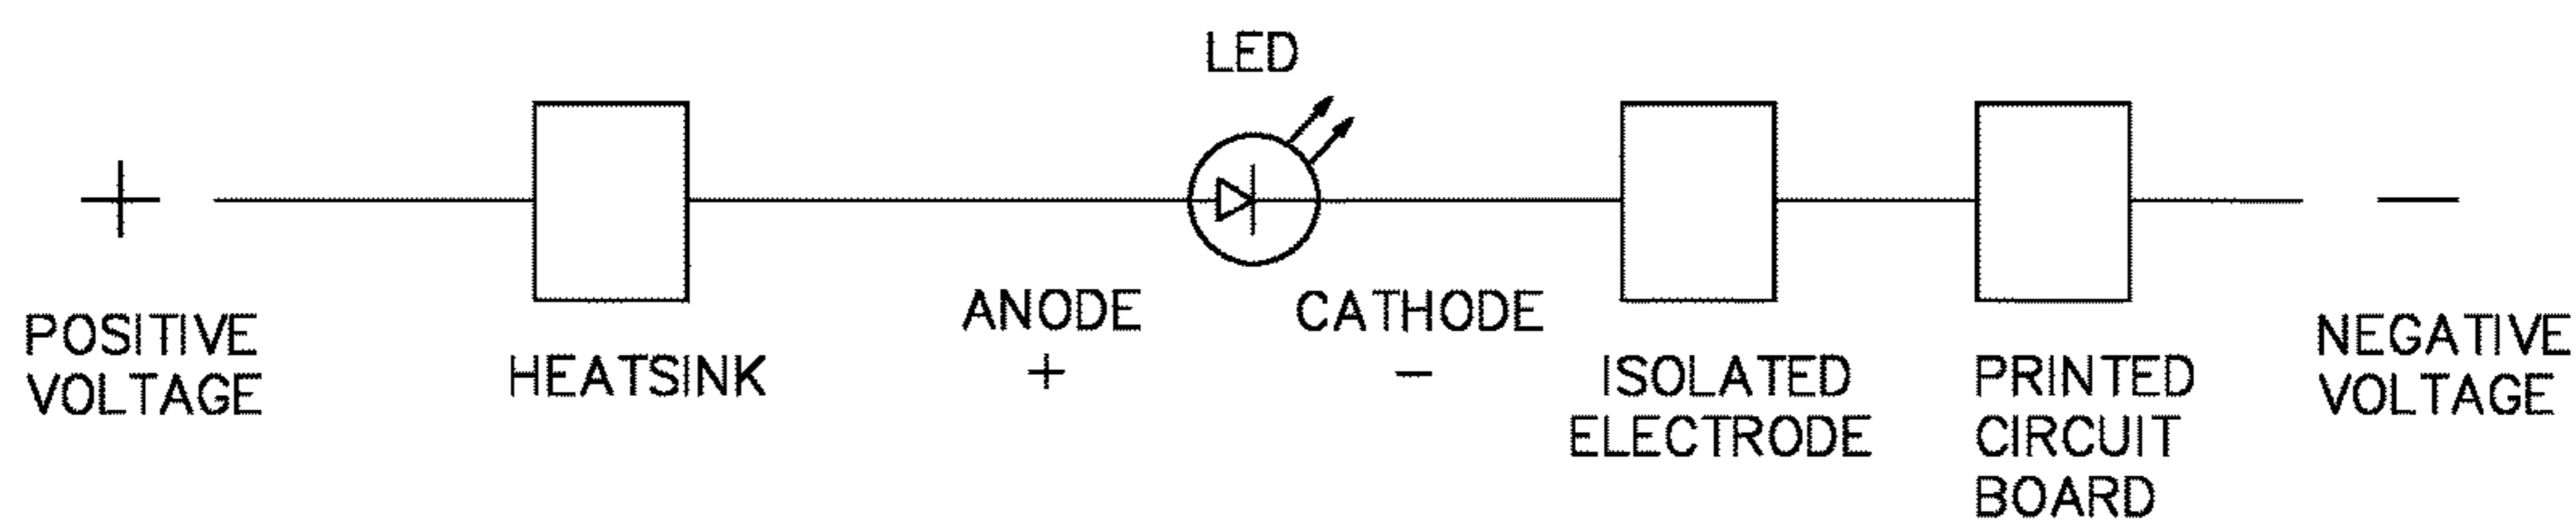 LED
+
−
POSITIVE
VOLTAGE
HEATSINK
ANODE
+
CATHODE
−
ISOLATED
ELECTRODE
PRINTED
CIRCUIT
BOARD
NEGATIVE
VOLTAGE